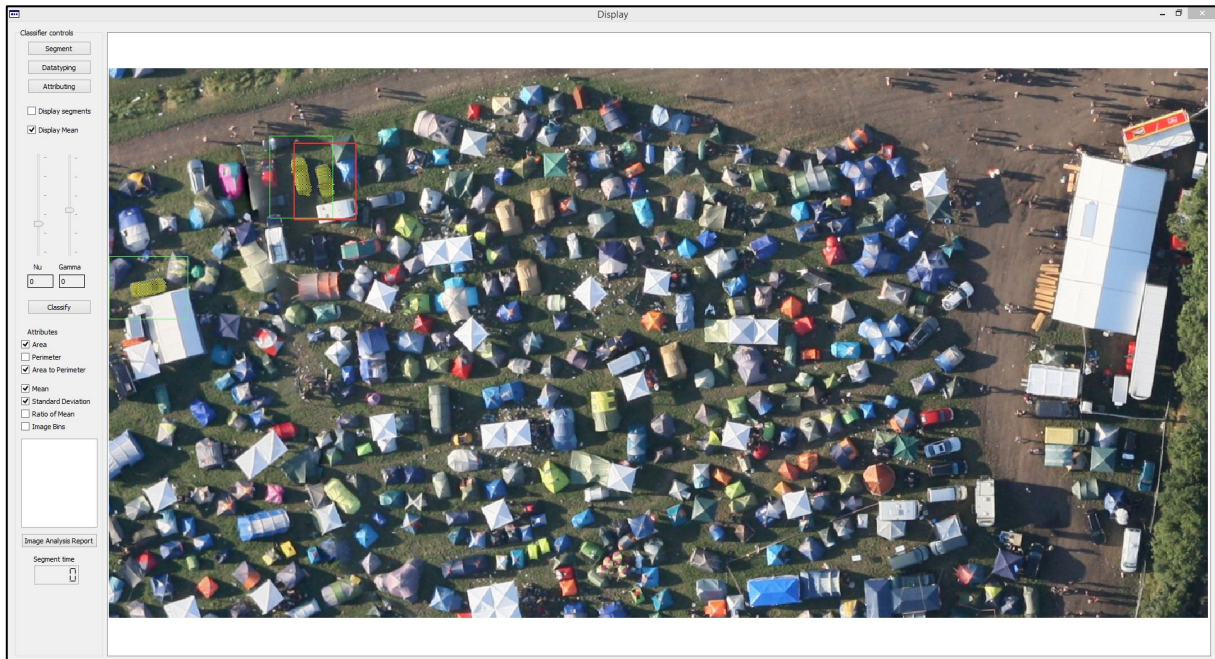 Display
Classifier controls
Segment
Datatyping
Attributing
Display segments
Display Mean
Nu
Gamma
0
0
Classify
Attributes
Area
Perimeter
Area to Perimeter
Mean
Standard Deviation
Ratio of Mean
Image Bins
Image Analysis Report
Segment time
0